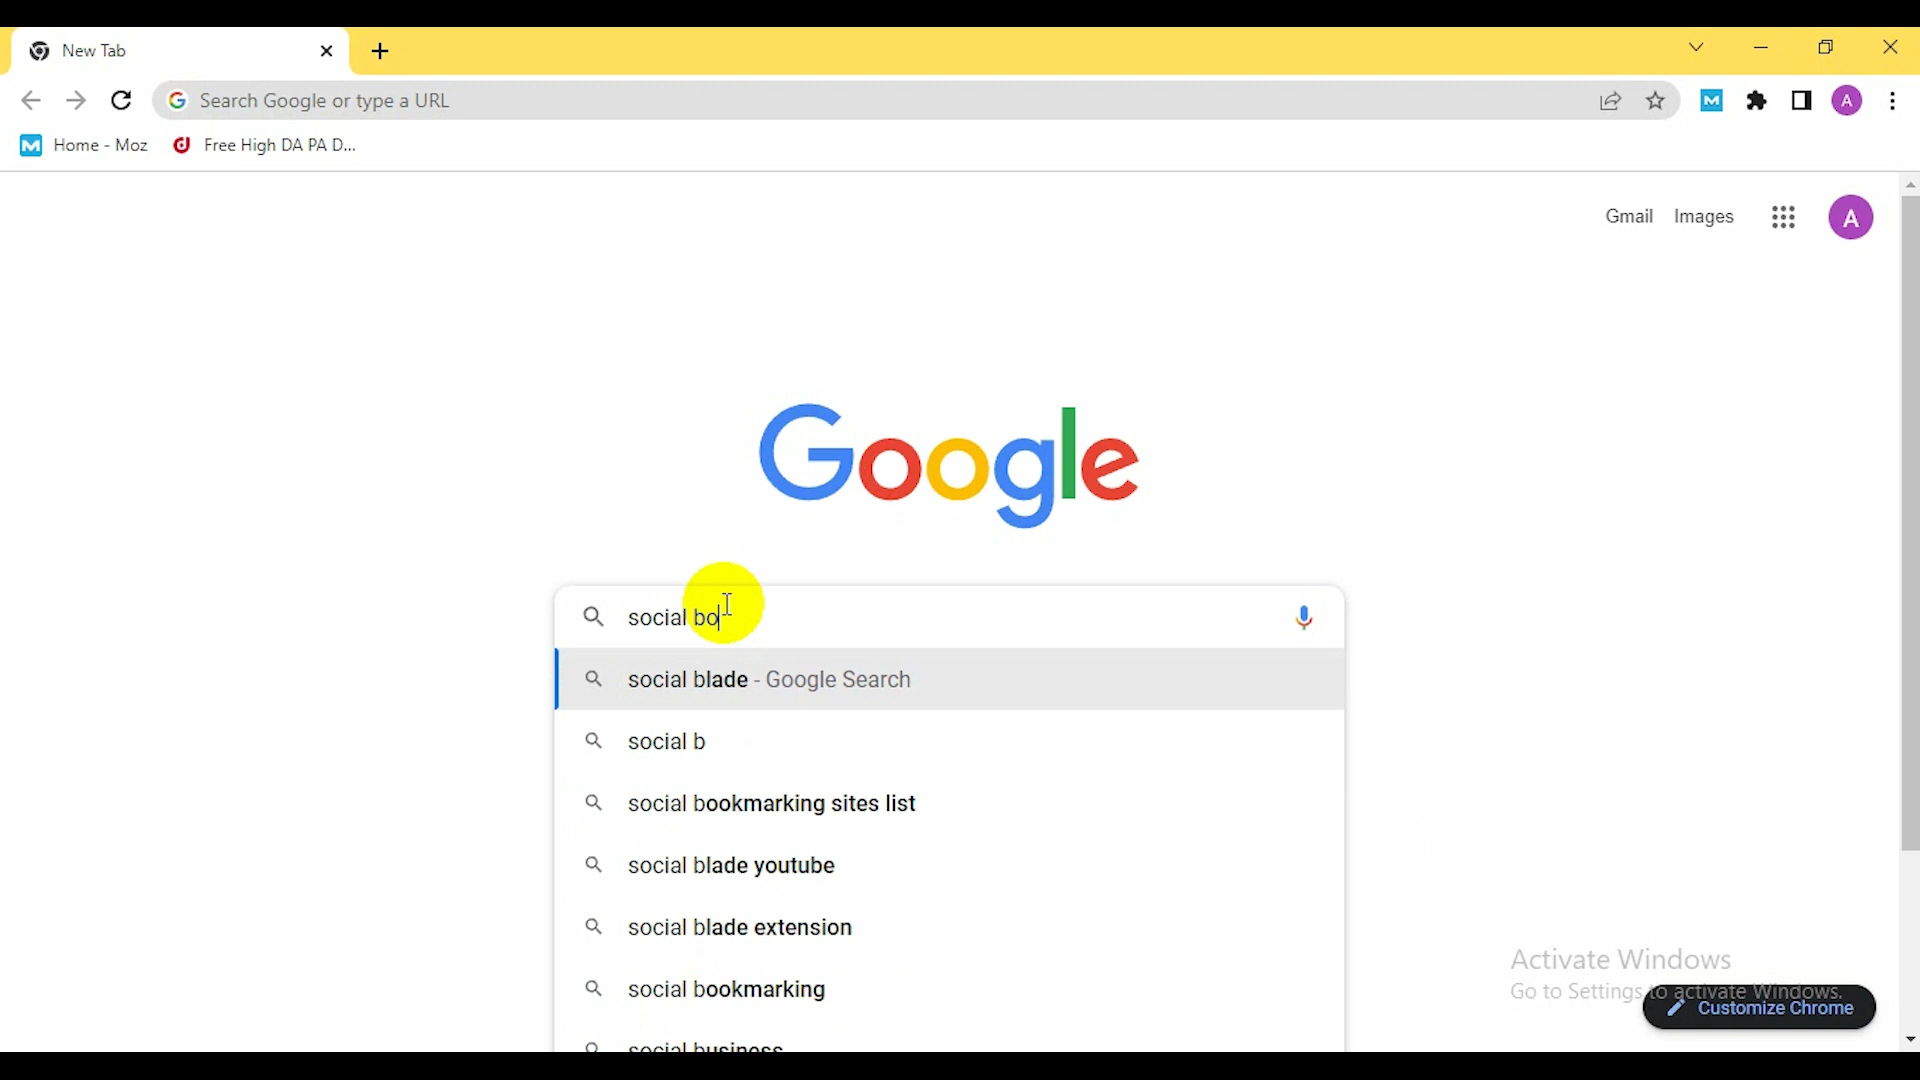 New Tab
Search Google or type a URL
A
Home - Moz
Free High DA PA D...
Gmail
Images
A
Google
social bo
social blade - Google Search
social b
social bookmarking sites list
social blade youtube
social blade extension
social bookmarking
social business
Activate Windows
Go to Settings to activate Windows.
Customize Chrome